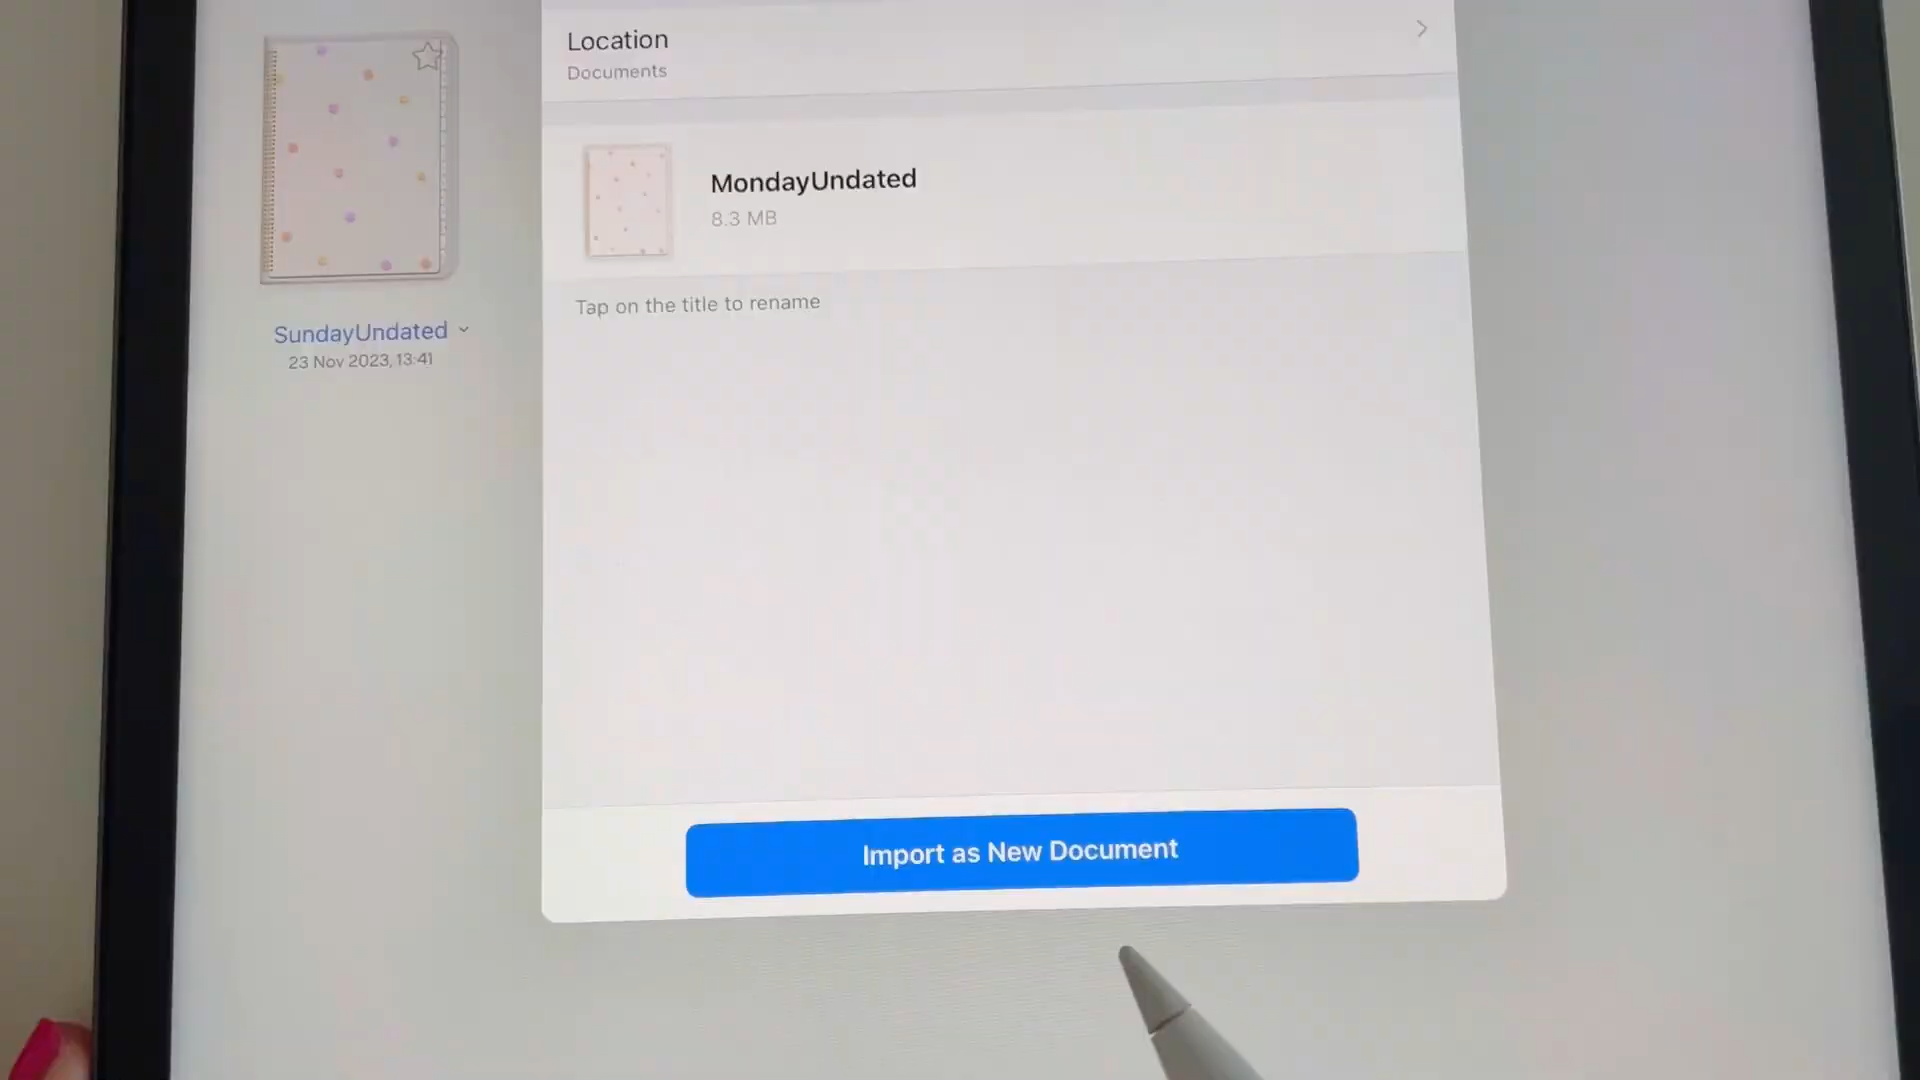 Location
Documents
MondayUndated
8.3 MB
Tap on the title to rename
SundayUndated
23 Nov 2023, 13:41
Import as New Document